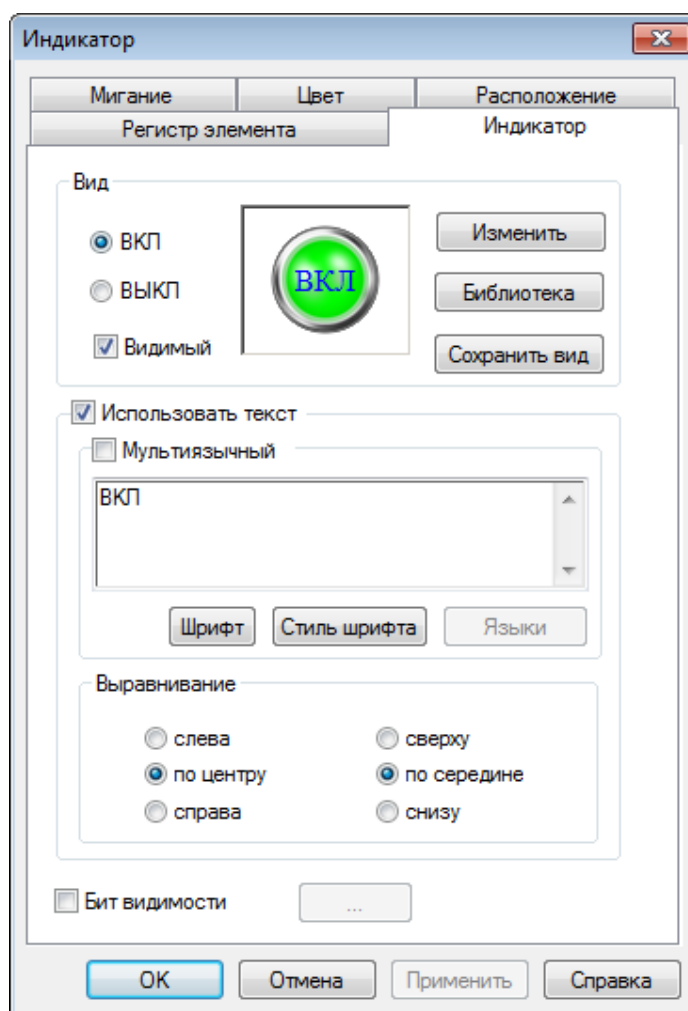 Индикатор
Мигание Цвет Расположение
Регистр элемента Индикатор
Вид
ВКЛ
ВЫКЛ
Видимый
ВКЛ
Изменить
Библиотека
Сохранить вид
Использовать текст
Мультиязычный
ВКЛ
Шрифт Стиль шрифта Языки
Выравнивание
слева сверху
по центру по середине
справа снизу
Бит видимости ...
OK Отмена Применить Справка